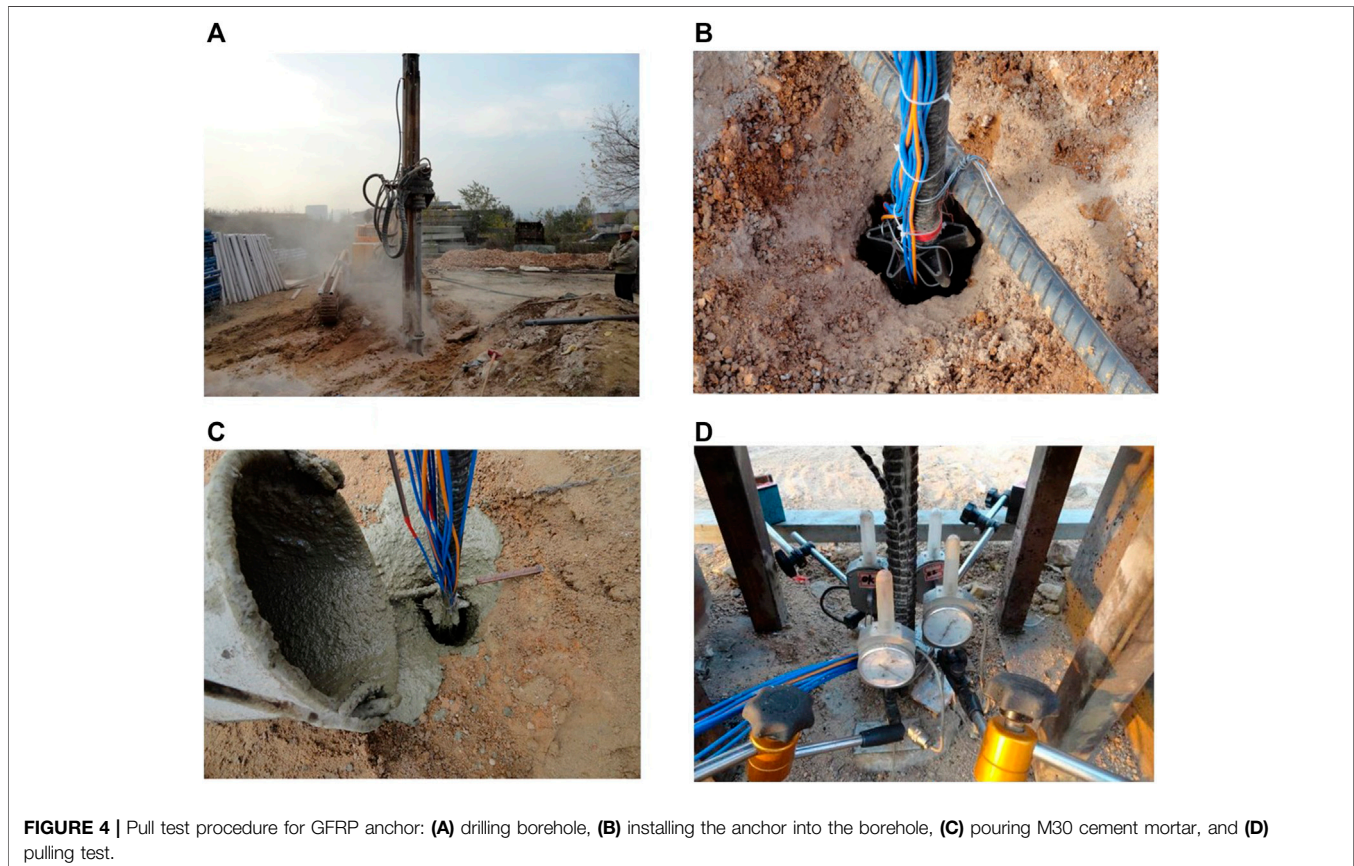 A
B
C
D
FIGURE 4 | Pull test procedure for GFRP anchor: (A) drilling borehole, (B) installing the anchor into the borehole, (C) pouring M30 cement mortar, and (D)
pulling test.